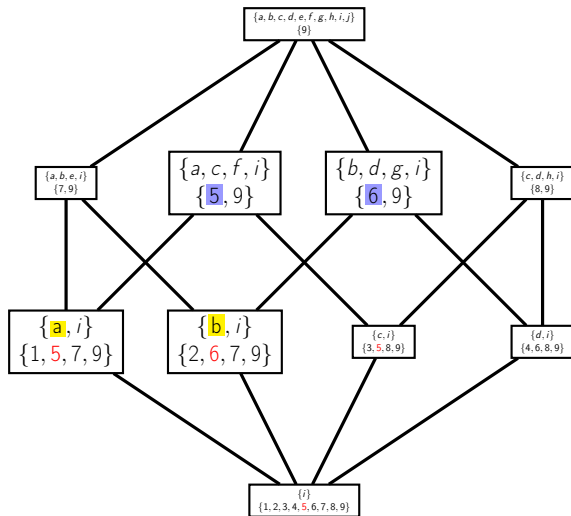 {a, b, c, d, e, f, g, h, i, j}
{9}
{a, b, e, i}
{7, 9}
{a, c, f, i}
{5, 9}
{b, d, g, i}
{6, 9}
{c, d, h, i}
{8, 9}
{a, i}
{1, 5, 7, 9}
{b, i}
{2, 6, 7, 9}
{c, i}
{3, 5, 8, 9}
{d, i}
{4, 6, 8, 9}
{i}
{1, 2, 3, 4, 5, 6, 7, 8, 9}